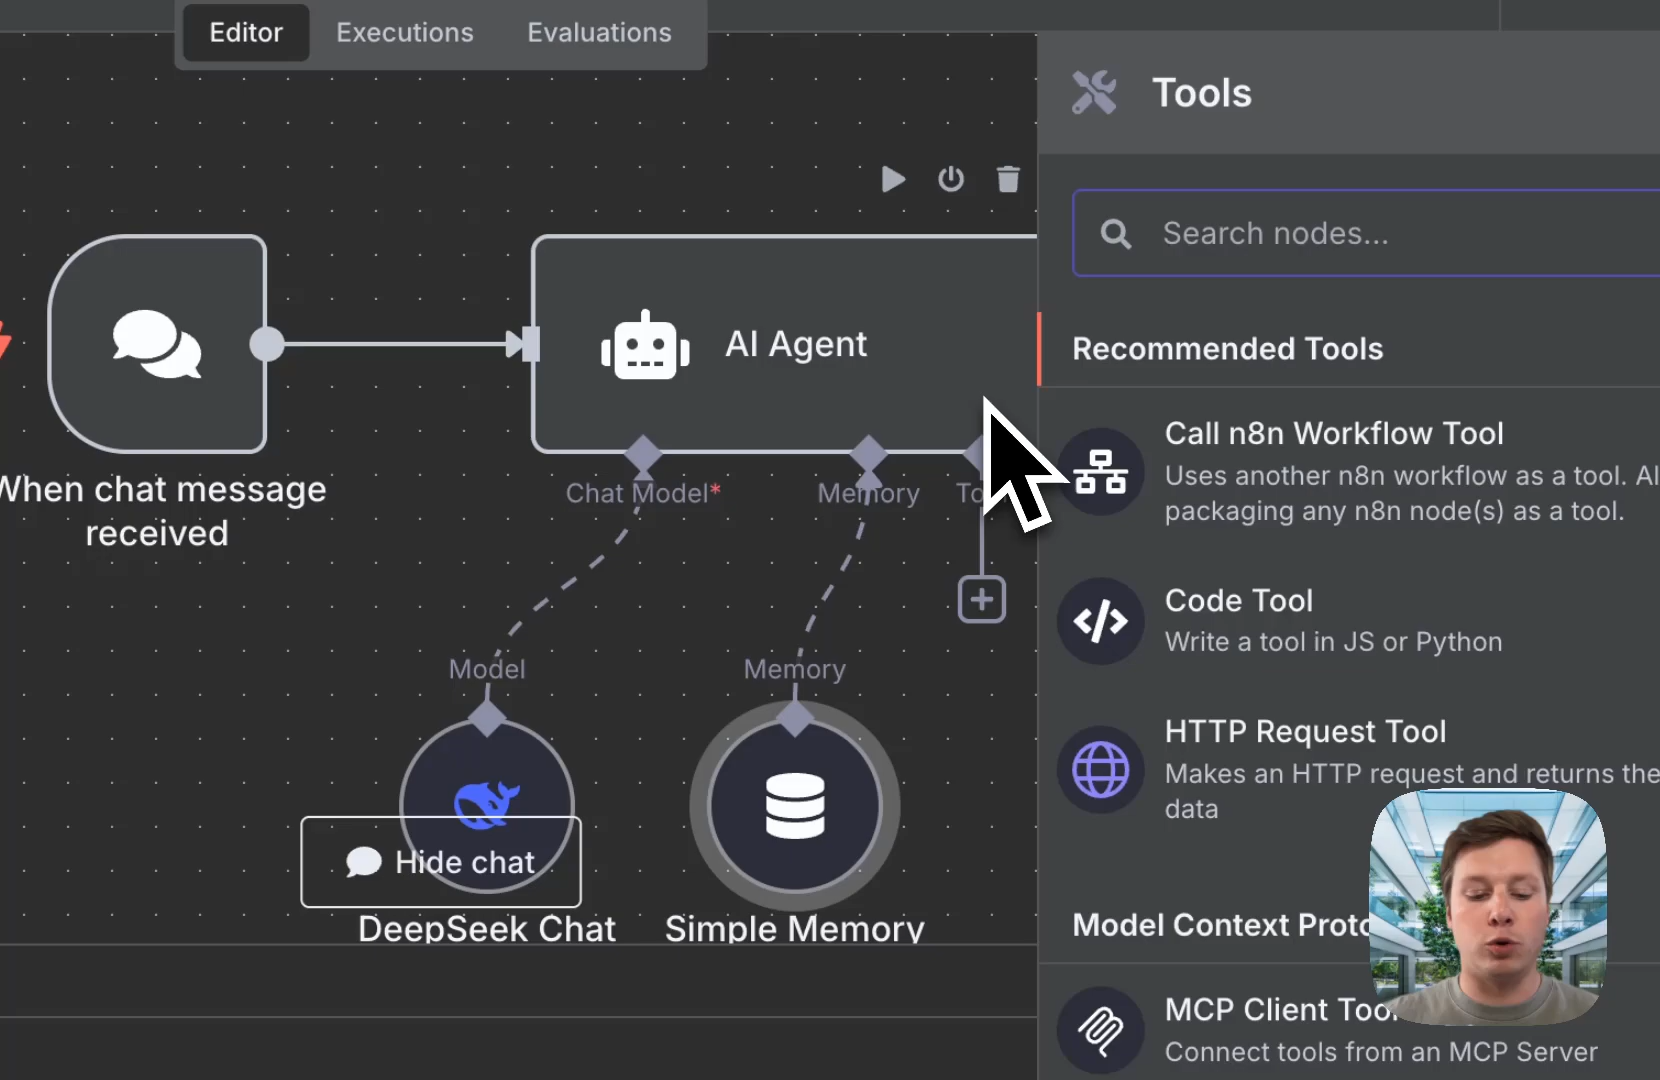 Editor
Executions
Evaluations
Tools
Search nodes...
Recommended Tools
Call n8n Workflow Tool
Uses another n8n workflow as a tool. Al
packaging any n8n node(s) as a tool.
Code Tool
Write a tool in JS or Python
HTTP Request Tool
Makes an HTTP request and returns the
data
Model Context Proto
MCP Client Tool
Connect tools from an MCP Server
AI Agent
When chat message
received
Chat Model*
Memory
Model
Memory
Hide chat
DeepSeek Chat
Simple Memory